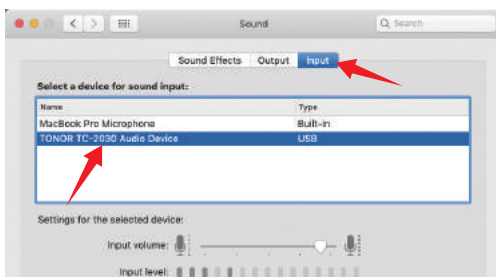 Sound
Search
Sound Effects Output Input
Select a device for sound input:
Name Type
MacBook Pro Microphone Built-in
TONOR TC-2030 Audio Device USB
Settings for the selected device:
Input volume:
Input level: